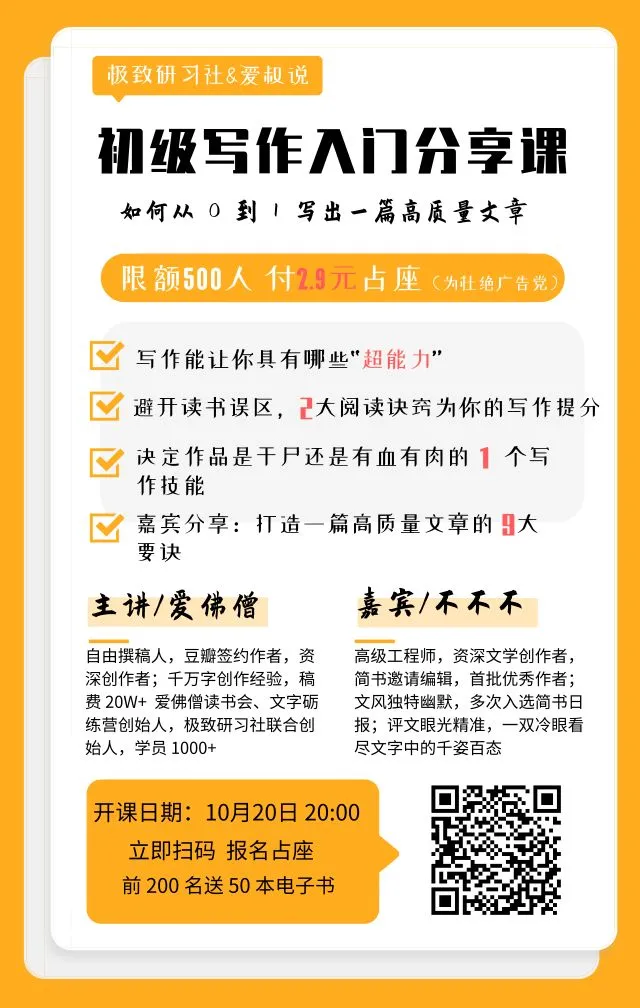 极致研习社&爱叔说
初级写作入门分享课
如何从 0 到 1 写出一篇高质量文章
限额500人 付2.9元占座（为杜绝广告党）
写作能让你具有哪些“超能力”
避开读书误区，2大阅读诀窍为你的写作提分
决定作品是干尸还是有血有肉的 1 个写
作技能
嘉宾分享：打造一篇高质量文章的 9大
要诀
主讲/爱佛僧
自由撰稿人，豆瓣签约作者，资
深创作者；千万字创作经验，稿
费 20W+ 爱佛僧读书会、文字砺
练营创始人，极致研习社联合创
始人，学员 1000+
嘉宾/不不不
高级工程师，资深文学创作者，
简书邀请编辑，首批优秀作者；
文风独特幽默，多次入选简书日
报；评文眼光精准，一双冷眼看
尽文字中的千姿百态
开课日期：10月20日 20:00
立即扫码 报名占座
前 200 名送 50 本电子书